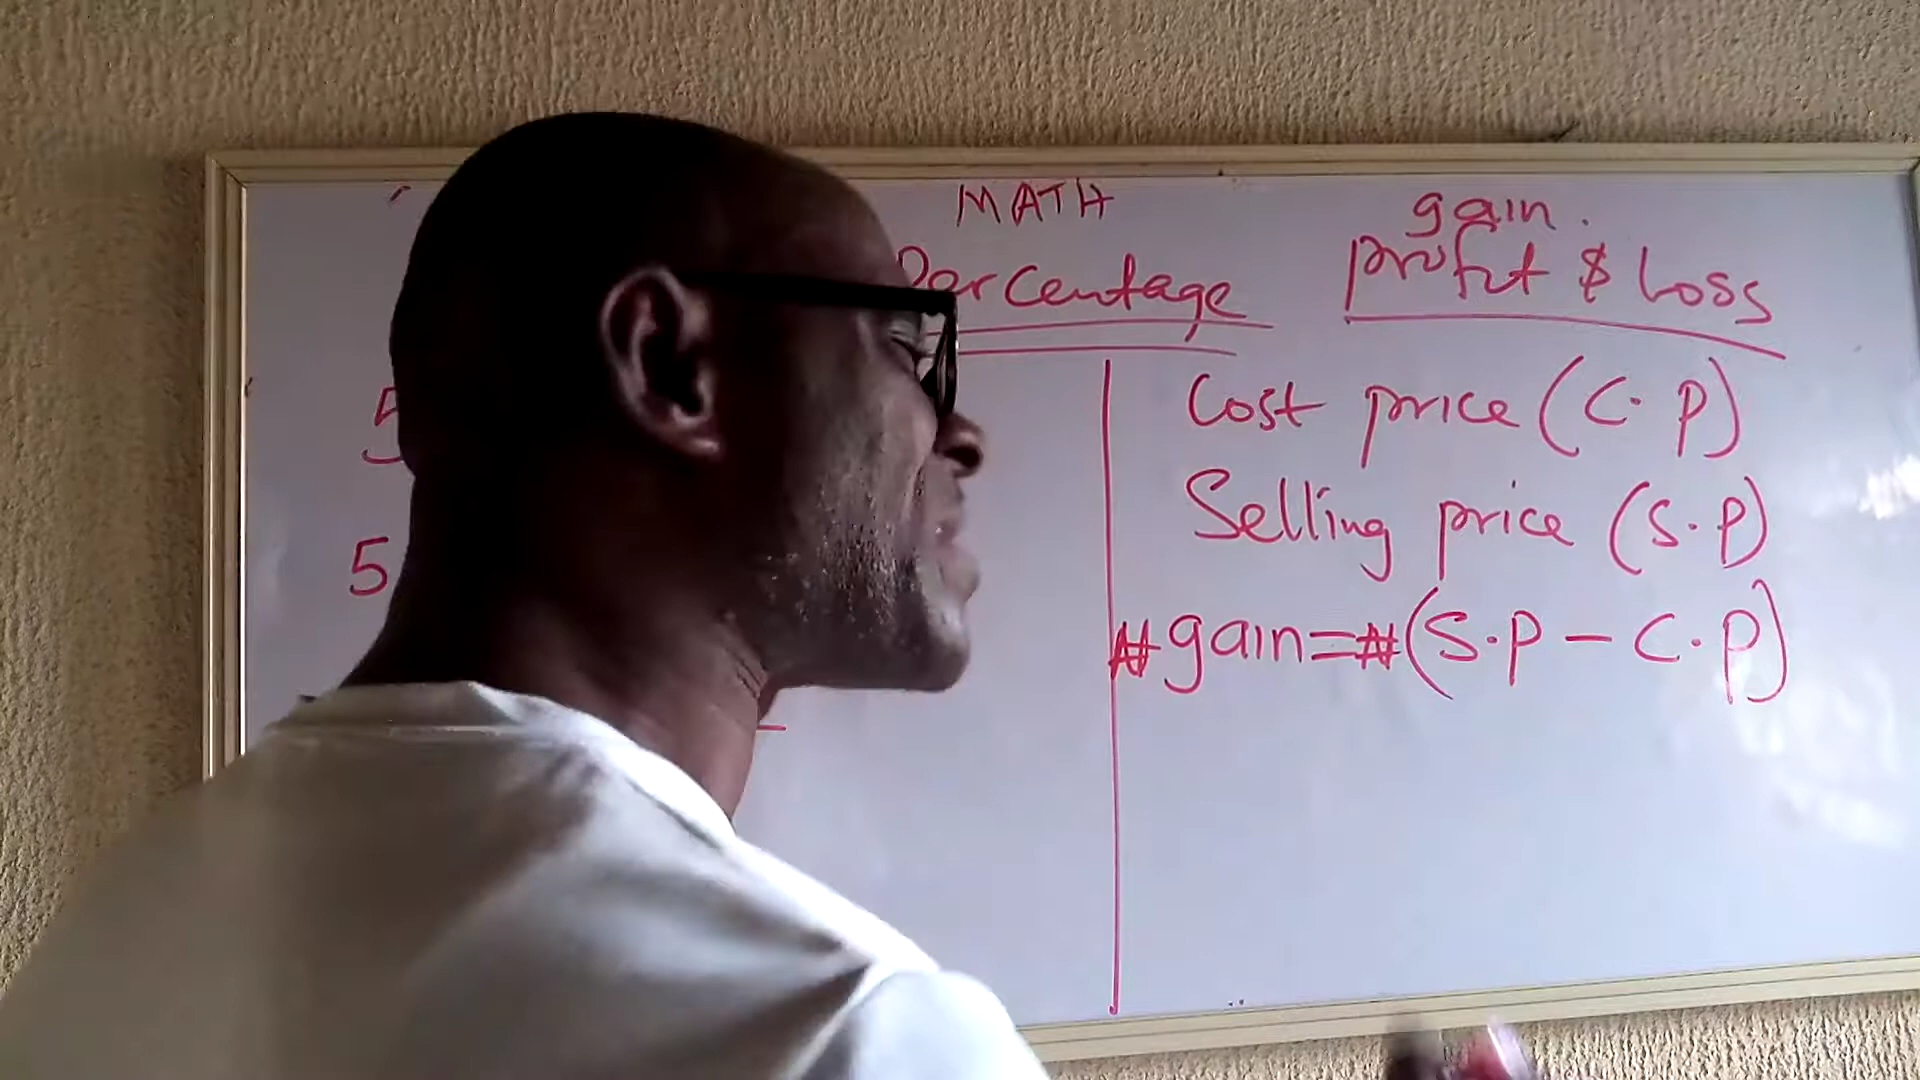 MATH
Percentage
gain.
profit & Loss
5
5
Cost price (C.P)
Selling price (S.P)
₦gain=₦(S.P - C.P)